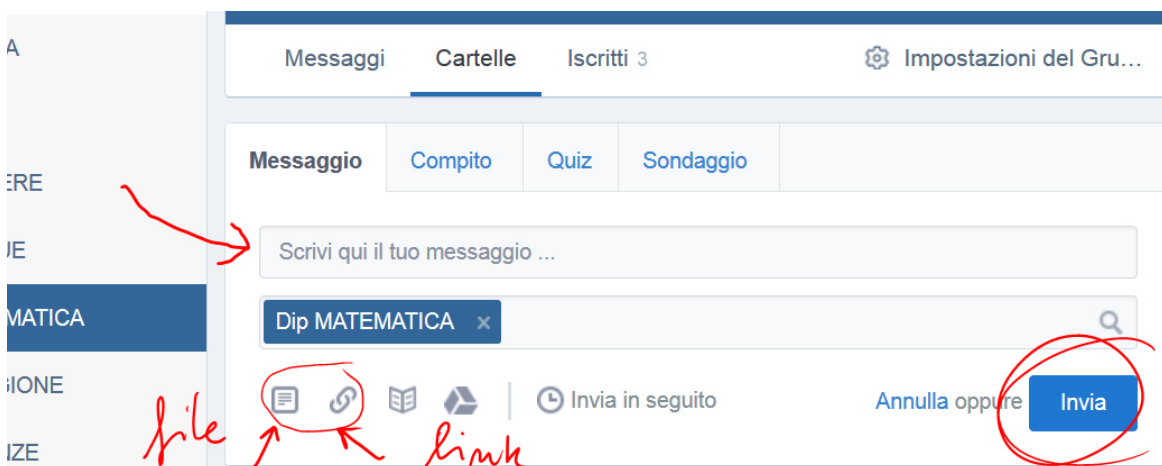 A
Messaggi Cartelle Iscritti 3 Impostazioni del Gru...
Messaggio Compito Quiz Sondaggio
ERE
UE
Scrivi qui il tuo messaggio ...
MATICA
Dip MATEMATICA ×
GIONE
Invia in seguito Annulla oppure Invia
file
link
NZE